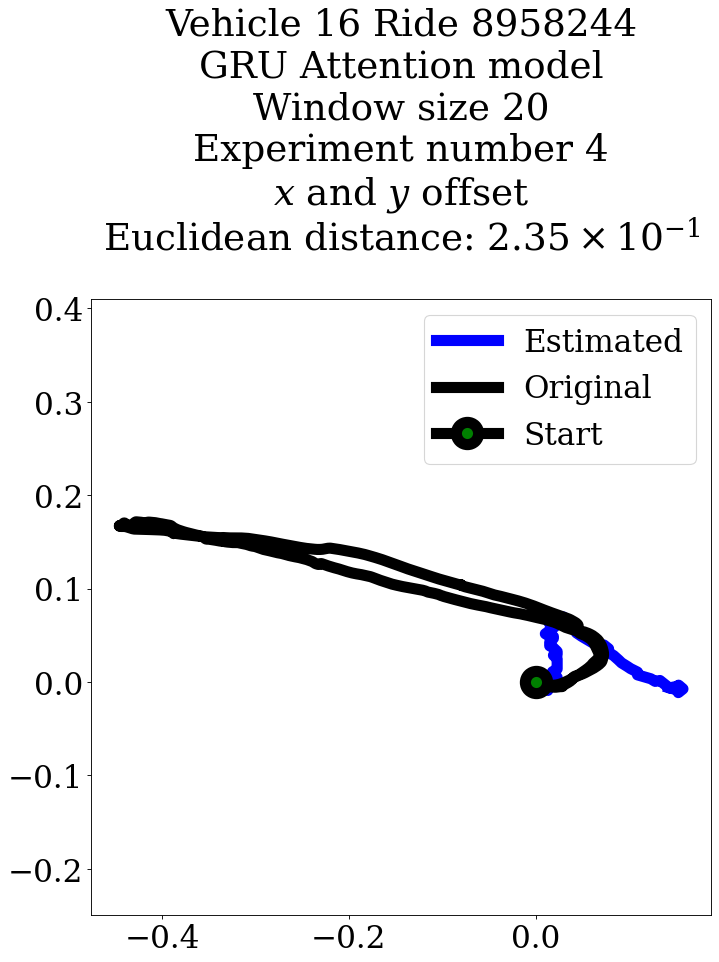 Vehicle 16 Ride 8958244
GRU Attention model
Window size 20
Experiment number 4
x and y offset
Euclidean distance: 2.35 × 10⁻¹
0.4
Estimated
0.3
Original
Start
0.2
0.1
0.0
−0.1
−0.2
−0.4
−0.2
0.0